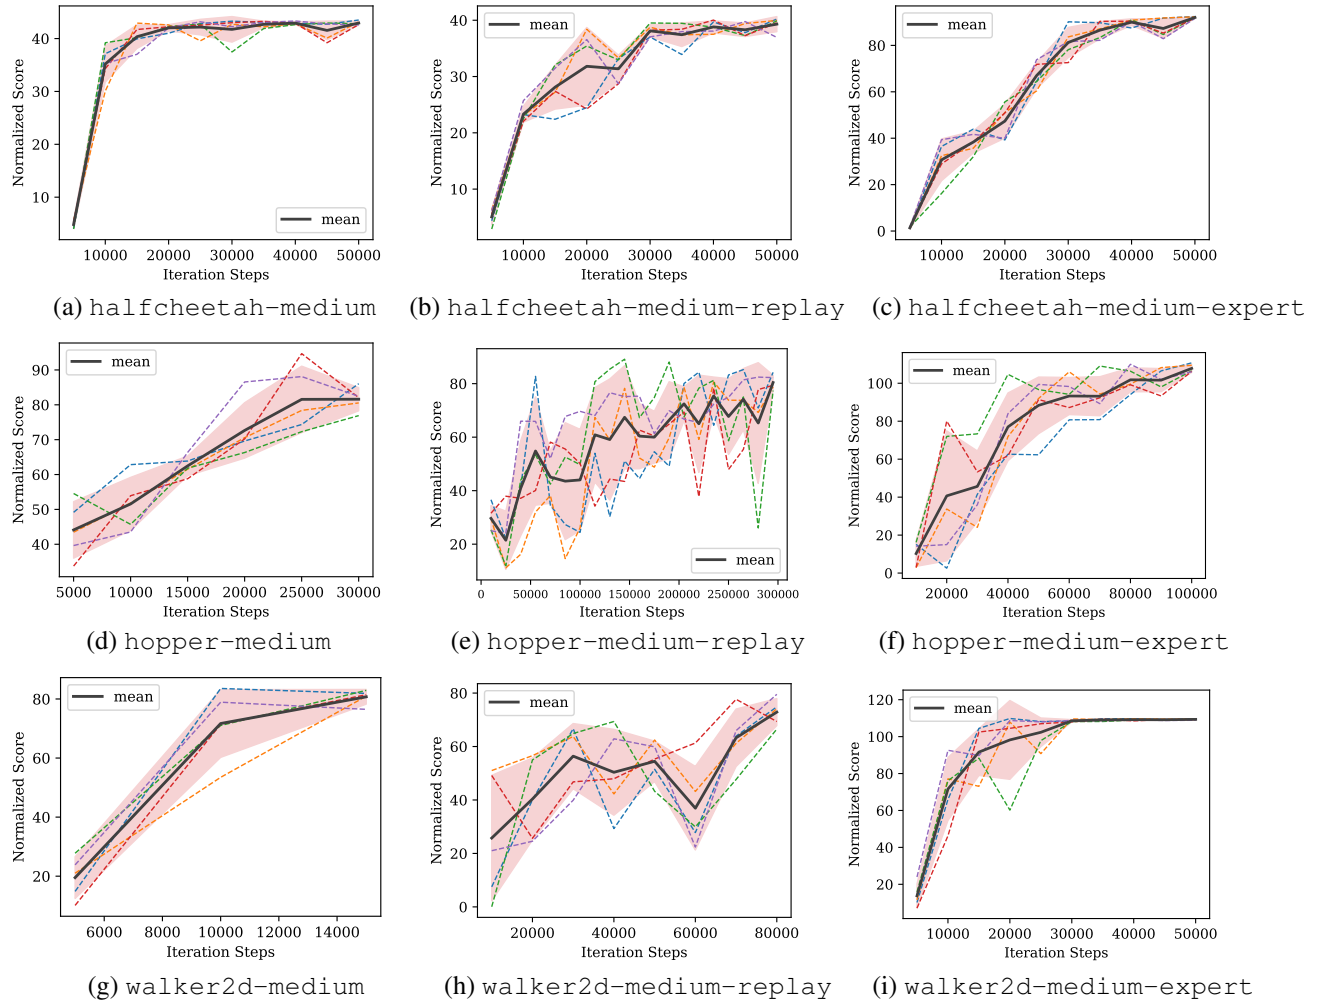 40
30
20
10
Normalized Score
mean
10000 20000 30000 40000 50000
Iteration Steps
(a) halfcheetah-medium
40
30
20
10
Normalized Score
mean
10000 20000 30000 40000 50000
Iteration Steps
(b) halfcheetah-medium-replay
80
60
40
20
0
Normalized Score
mean
10000 20000 30000 40000 50000
Iteration Steps
(c) halfcheetah-medium-expert
90
80
70
60
50
40
Normalized Score
mean
5000 10000 15000 20000 25000 30000
Iteration Steps
(d) hopper-medium
80
60
40
20
Normalized Score
mean
0 50000 100000 150000 200000 250000 300000
Iteration Steps
(e) hopper-medium-replay
100
80
60
40
20
0
Normalized Score
mean
20000 40000 60000 80000 100000
Iteration Steps
(f) hopper-medium-expert
80
60
40
20
Normalized Score
mean
6000 8000 10000 12000 14000
Iteration Steps
(g) walker2d-medium
80
60
40
20
0
Normalized Score
mean
20000 40000 60000 80000
Iteration Steps
(h) walker2d-medium-replay
120
100
80
60
40
20
Normalized Score
mean
10000 20000 30000 40000 50000
Iteration Steps
(i) walker2d-medium-expert